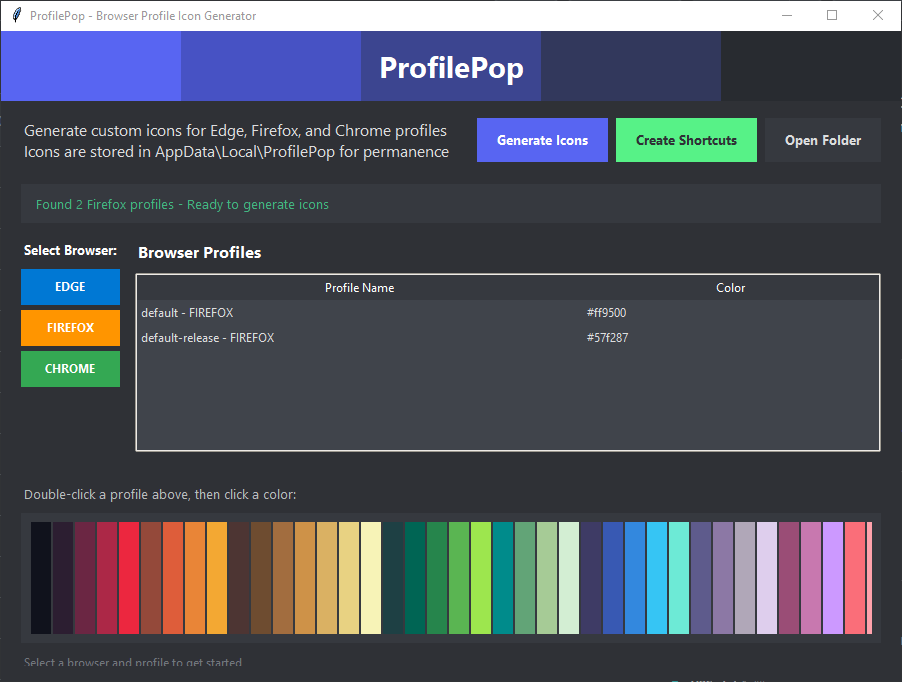 ProfilePop - Browser Profile Icon Generator
ProfilePop
Generate custom icons for Edge, Firefox, and Chrome profiles
Icons are stored in AppData\Local\ProfilePop for permanence
Generate Icons
Create Shortcuts
Open Folder
Found 2 Firefox profiles - Ready to generate icons
Select Browser:
EDGE
FIREFOX
CHROME
Browser Profiles
Profile Name Color
default - FIREFOX #ff9500
default-release - FIREFOX #57f287
Double-click a profile above, then click a color:
Select a browser and profile to get started